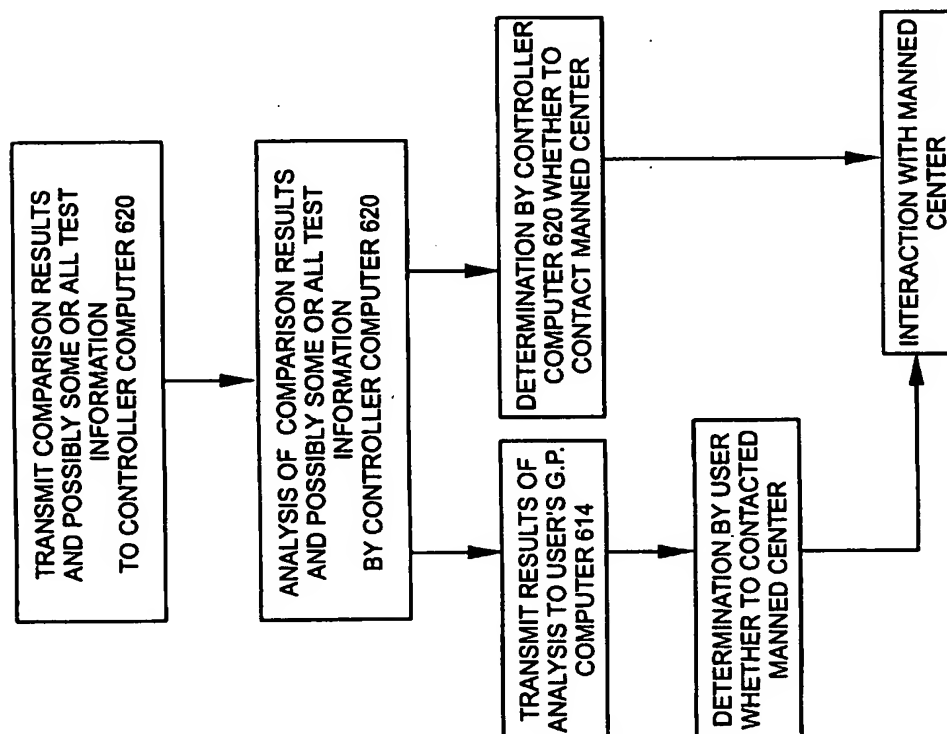 TRANSMIT COMPARISON RESULTS
AND POSSIBLY SOME OR ALL TEST
INFORMATION
TO CONTROLLER COMPUTER 620
ANALYSIS OF COMPARISON RESULTS
AND POSSIBLY SOME OR ALL TEST
INFORMATION
BY CONTROLLER COMPUTER 620
TRANSMIT RESULTS OF
ANALYSIS TO USER'S G.P.
COMPUTER 614
DETERMINATION BY CONTROLLER
COMPUTER 620 WHETHER TO
CONTACT MANNED CENTER
DETERMINATION BY USER
WHETHER TO CONTACTED
MANNED CENTER
INTERACTION WITH MANNED
CENTER